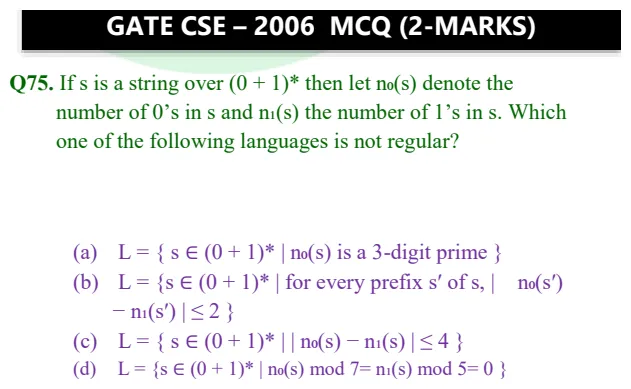 GATE CSE – 2006 MCQ (2-MARKS)
Q75. If s is a string over (0 + 1)* then let n₀(s) denote the
number of 0’s in s and n₁(s) the number of 1’s in s. Which
one of the following languages is not regular?
(a) L = { s ∈ (0 + 1)* | n₀(s) is a 3-digit prime }
(b) L = {s ∈ (0 + 1)* | for every prefix s′ of s, | n₀(s′)
− n₁(s′) | ≤ 2 }
(c) L = { s ∈ (0 + 1)* | | n₀(s) − n₁(s) | ≤ 4 }
(d) L = {s ∈ (0 + 1)* | n₀(s) mod 7= n₁(s) mod 5= 0 }